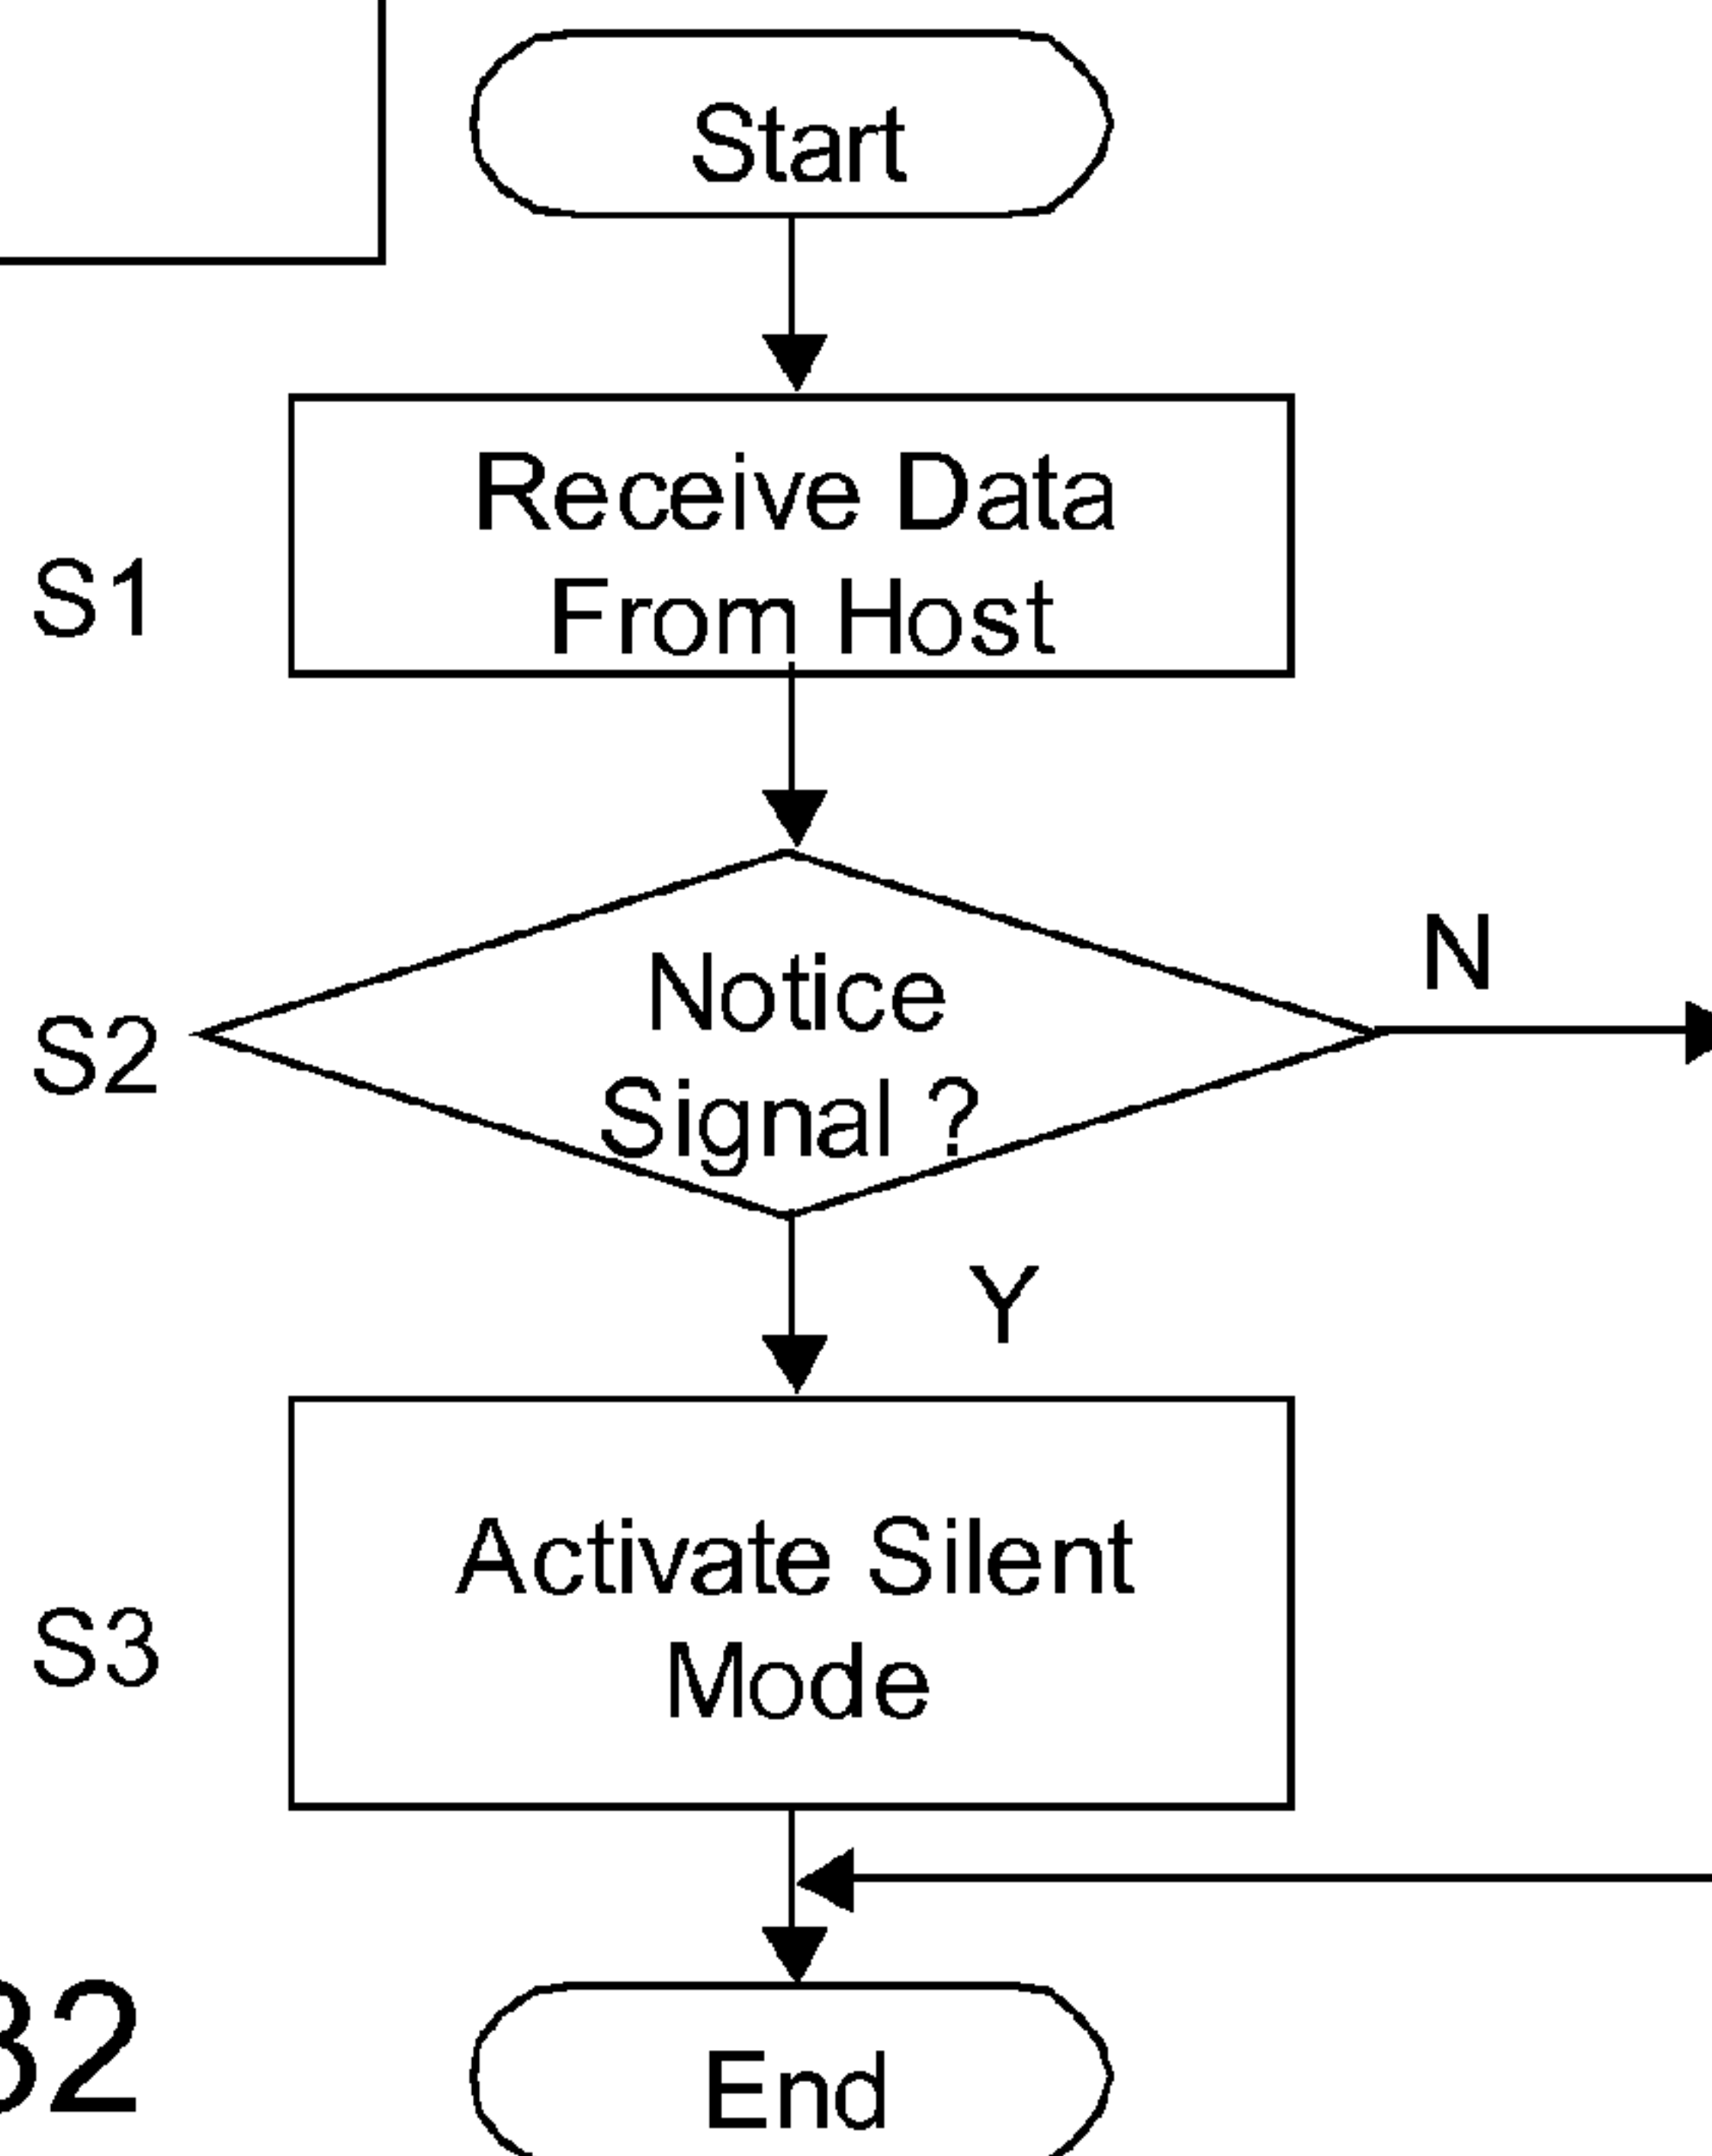 Start
Receive Data
From Host
S1
N
Notice
Signal ?
S2
Y
Activate Silent
Mode
S3
End